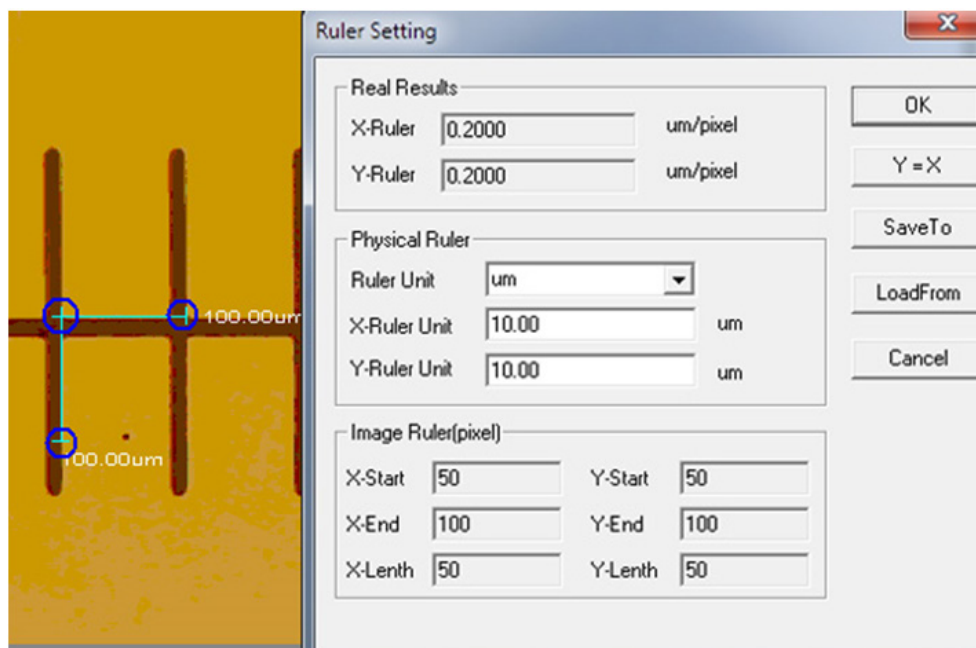 Ruler Setting
Real Results
X-Ruler 0.2000 um/pixel
Y-Ruler 0.2000 um/pixel
OK
Y = X
SaveTo
LoadFrom
Cancel
Physical Ruler
Ruler Unit um
X-Ruler Unit 10.00 um
Y-Ruler Unit 10.00 um
Image Ruler(pixel)
X-Start 50 Y-Start 50
X-End 100 Y-End 100
X-Lenth 50 Y-Lenth 50
100.00um
100.00um